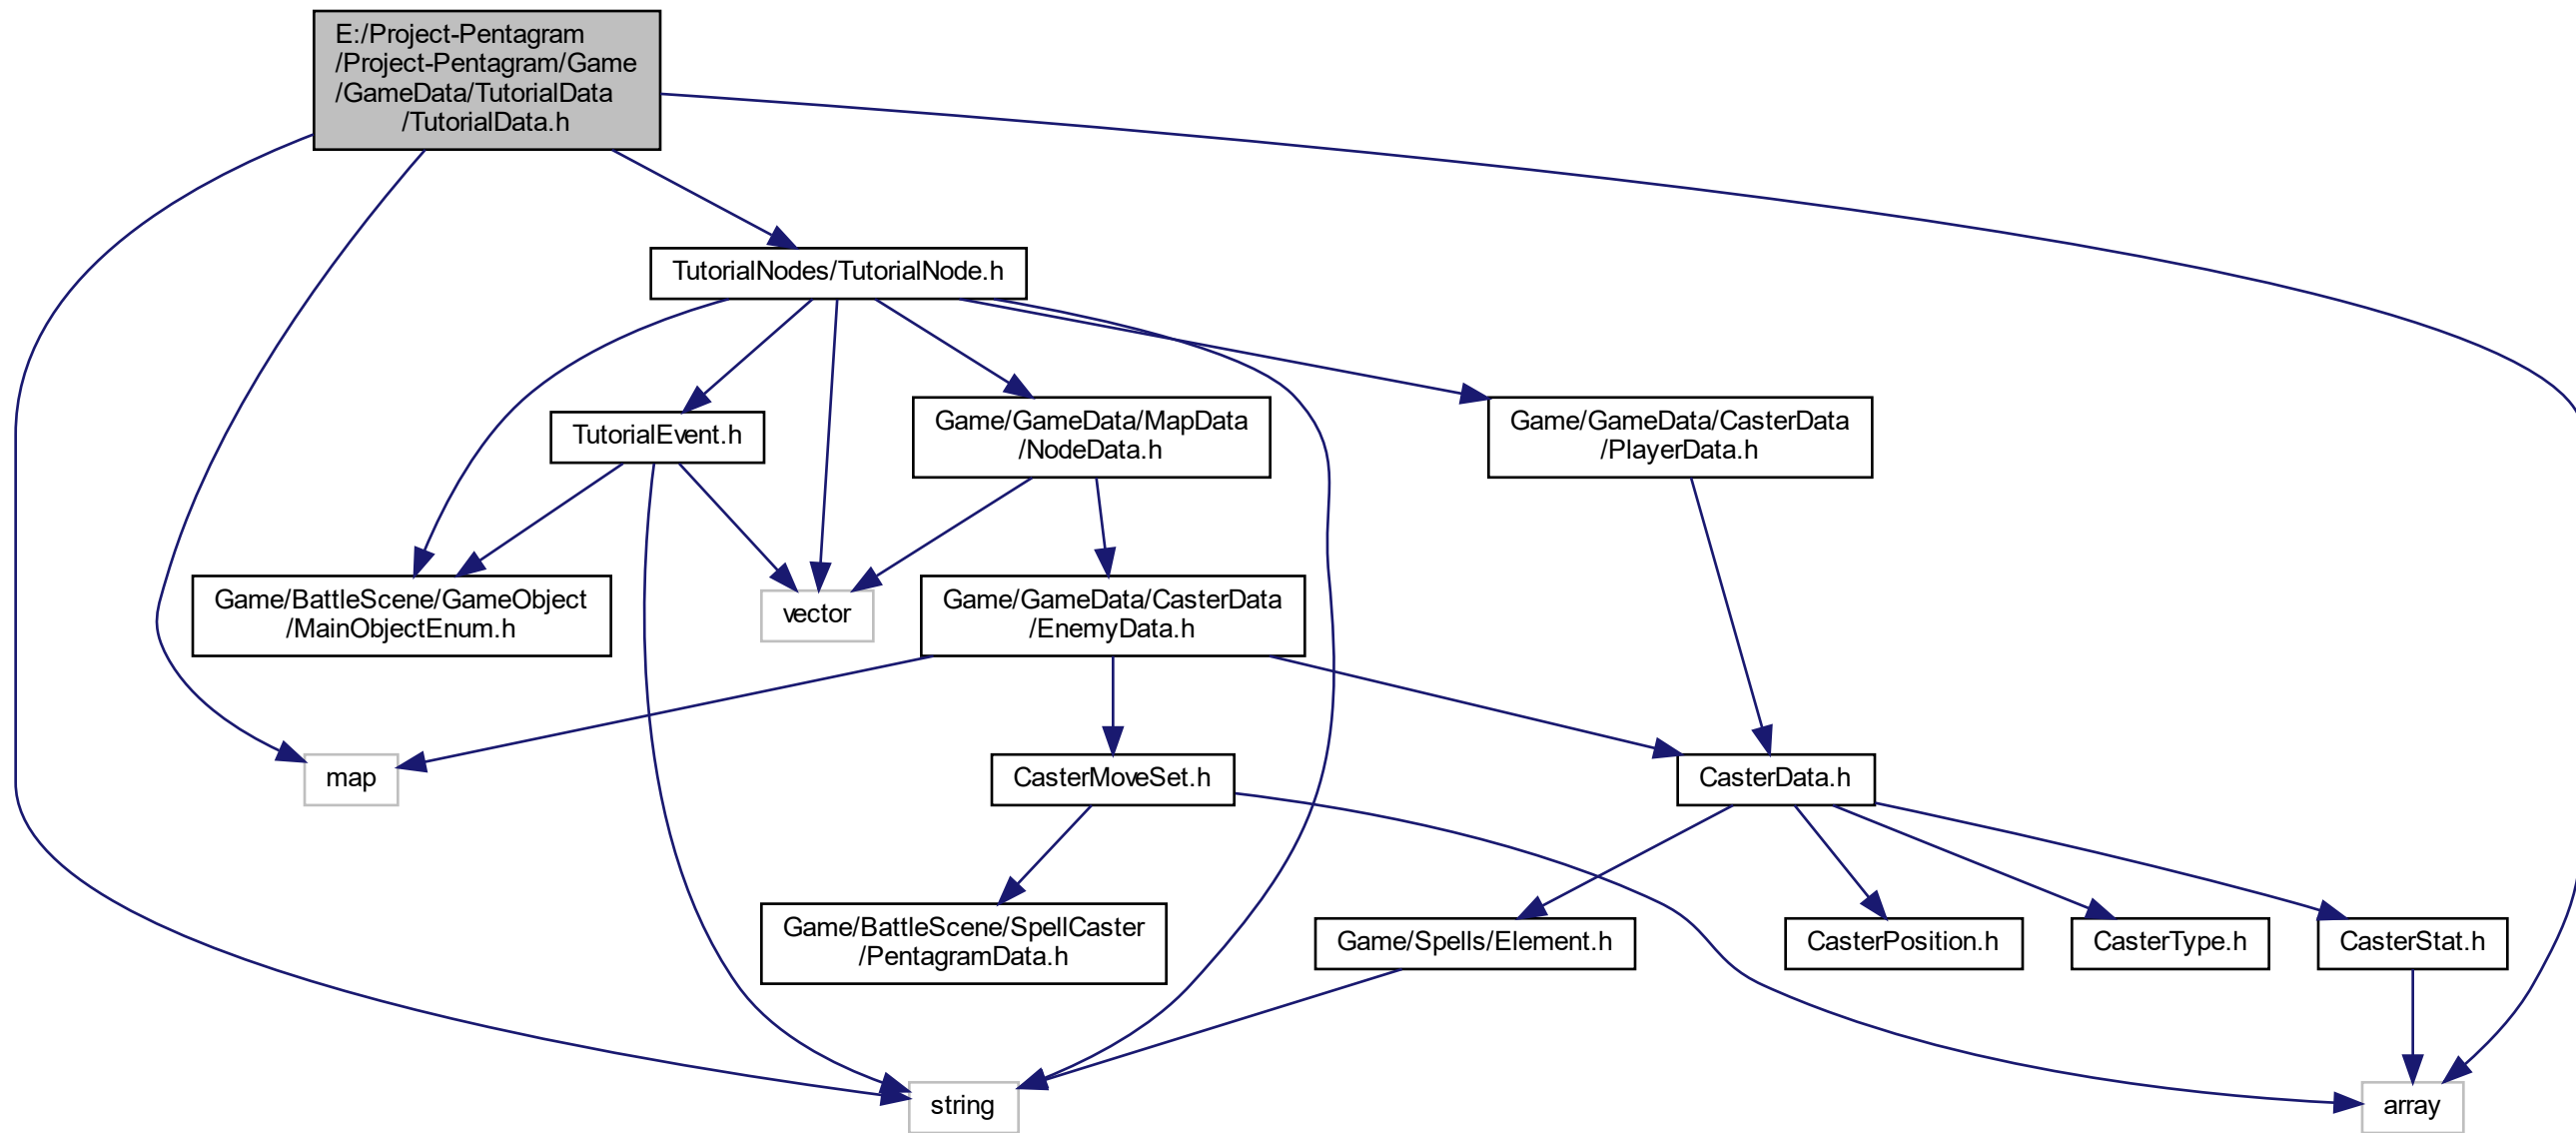 E:/Project-Pentagram
/Project-Pentagram/Game
/GameData/TutorialData
/TutorialData.h
TutorialNodes/TutorialNode.h
TutorialEvent.h
Game/GameData/MapData
/NodeData.h
Game/GameData/CasterData
/PlayerData.h
Game/BattleScene/GameObject
/MainObjectEnum.h
vector
Game/GameData/CasterData
/EnemyData.h
map
CasterMoveSet.h
CasterData.h
Game/BattleScene/SpellCaster
/PentagramData.h
Game/Spells/Element.h
CasterPosition.h
CasterType.h
CasterStat.h
string
array